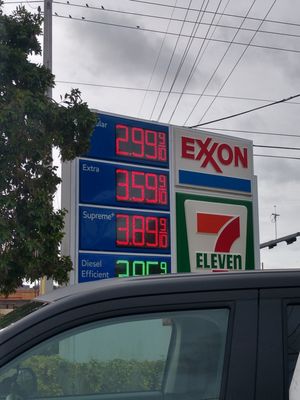 2.99 9/10
EXXON
Extra
3.59 9/10
Supreme
3.89 9/10
7
ELEVEN
Diesel
Efficient